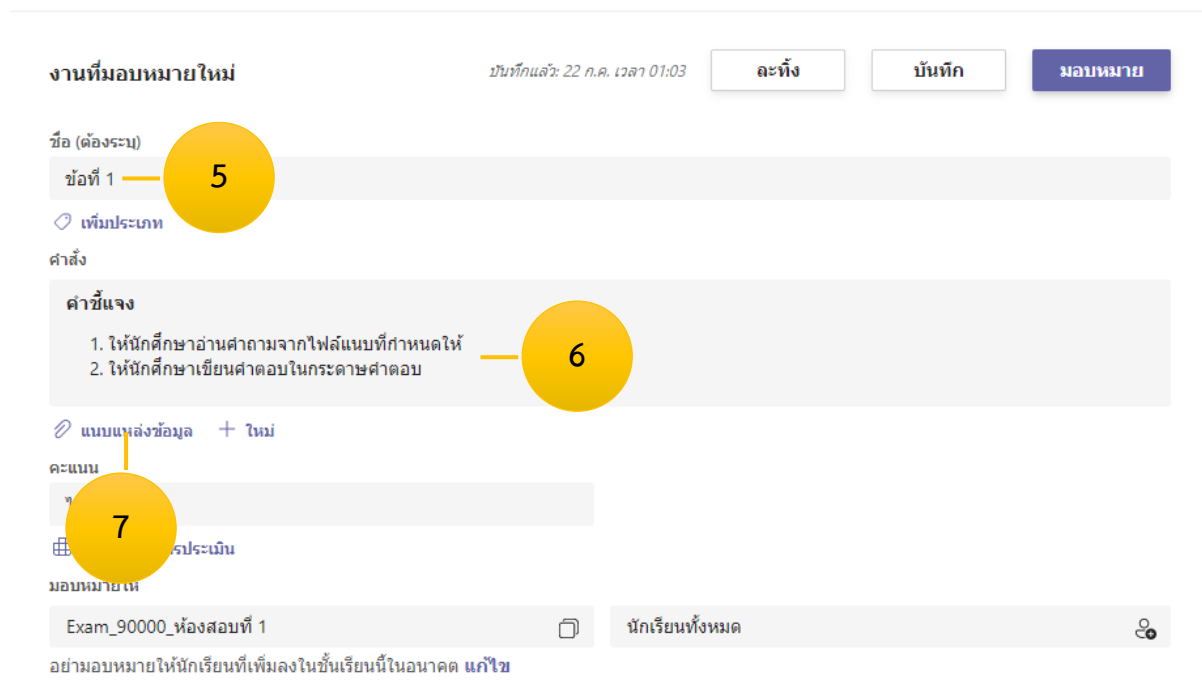 งานที่มอบหมายใหม่ บันทึกแล้ว: 22 ก.ค. เวลา 01:03 ละทิ้ง บันทึก มอบหมาย
ชื่อ (ต้องระบุ)
ข้อที่ 1 5
เพิ่มประเภท
คำสั่ง
คำชี้แจง
1. ให้นักศึกษาอ่านคำถามจากไฟล์แนบที่กำหนดให้
6
2. ให้นักศึกษาเขียนคำตอบในกระดาษคำตอบ
แนบแหล่งข้อมูล ใหม่
คะแนน
7
มอบหมายให้
Exam_90000_ห้องสอบที่ 1 นักเรียนทั้งหมด
อย่ามอบหมายให้นักเรียนที่เพิ่มลงในชั้นเรียนนี้ในอนาคต แก้ไข